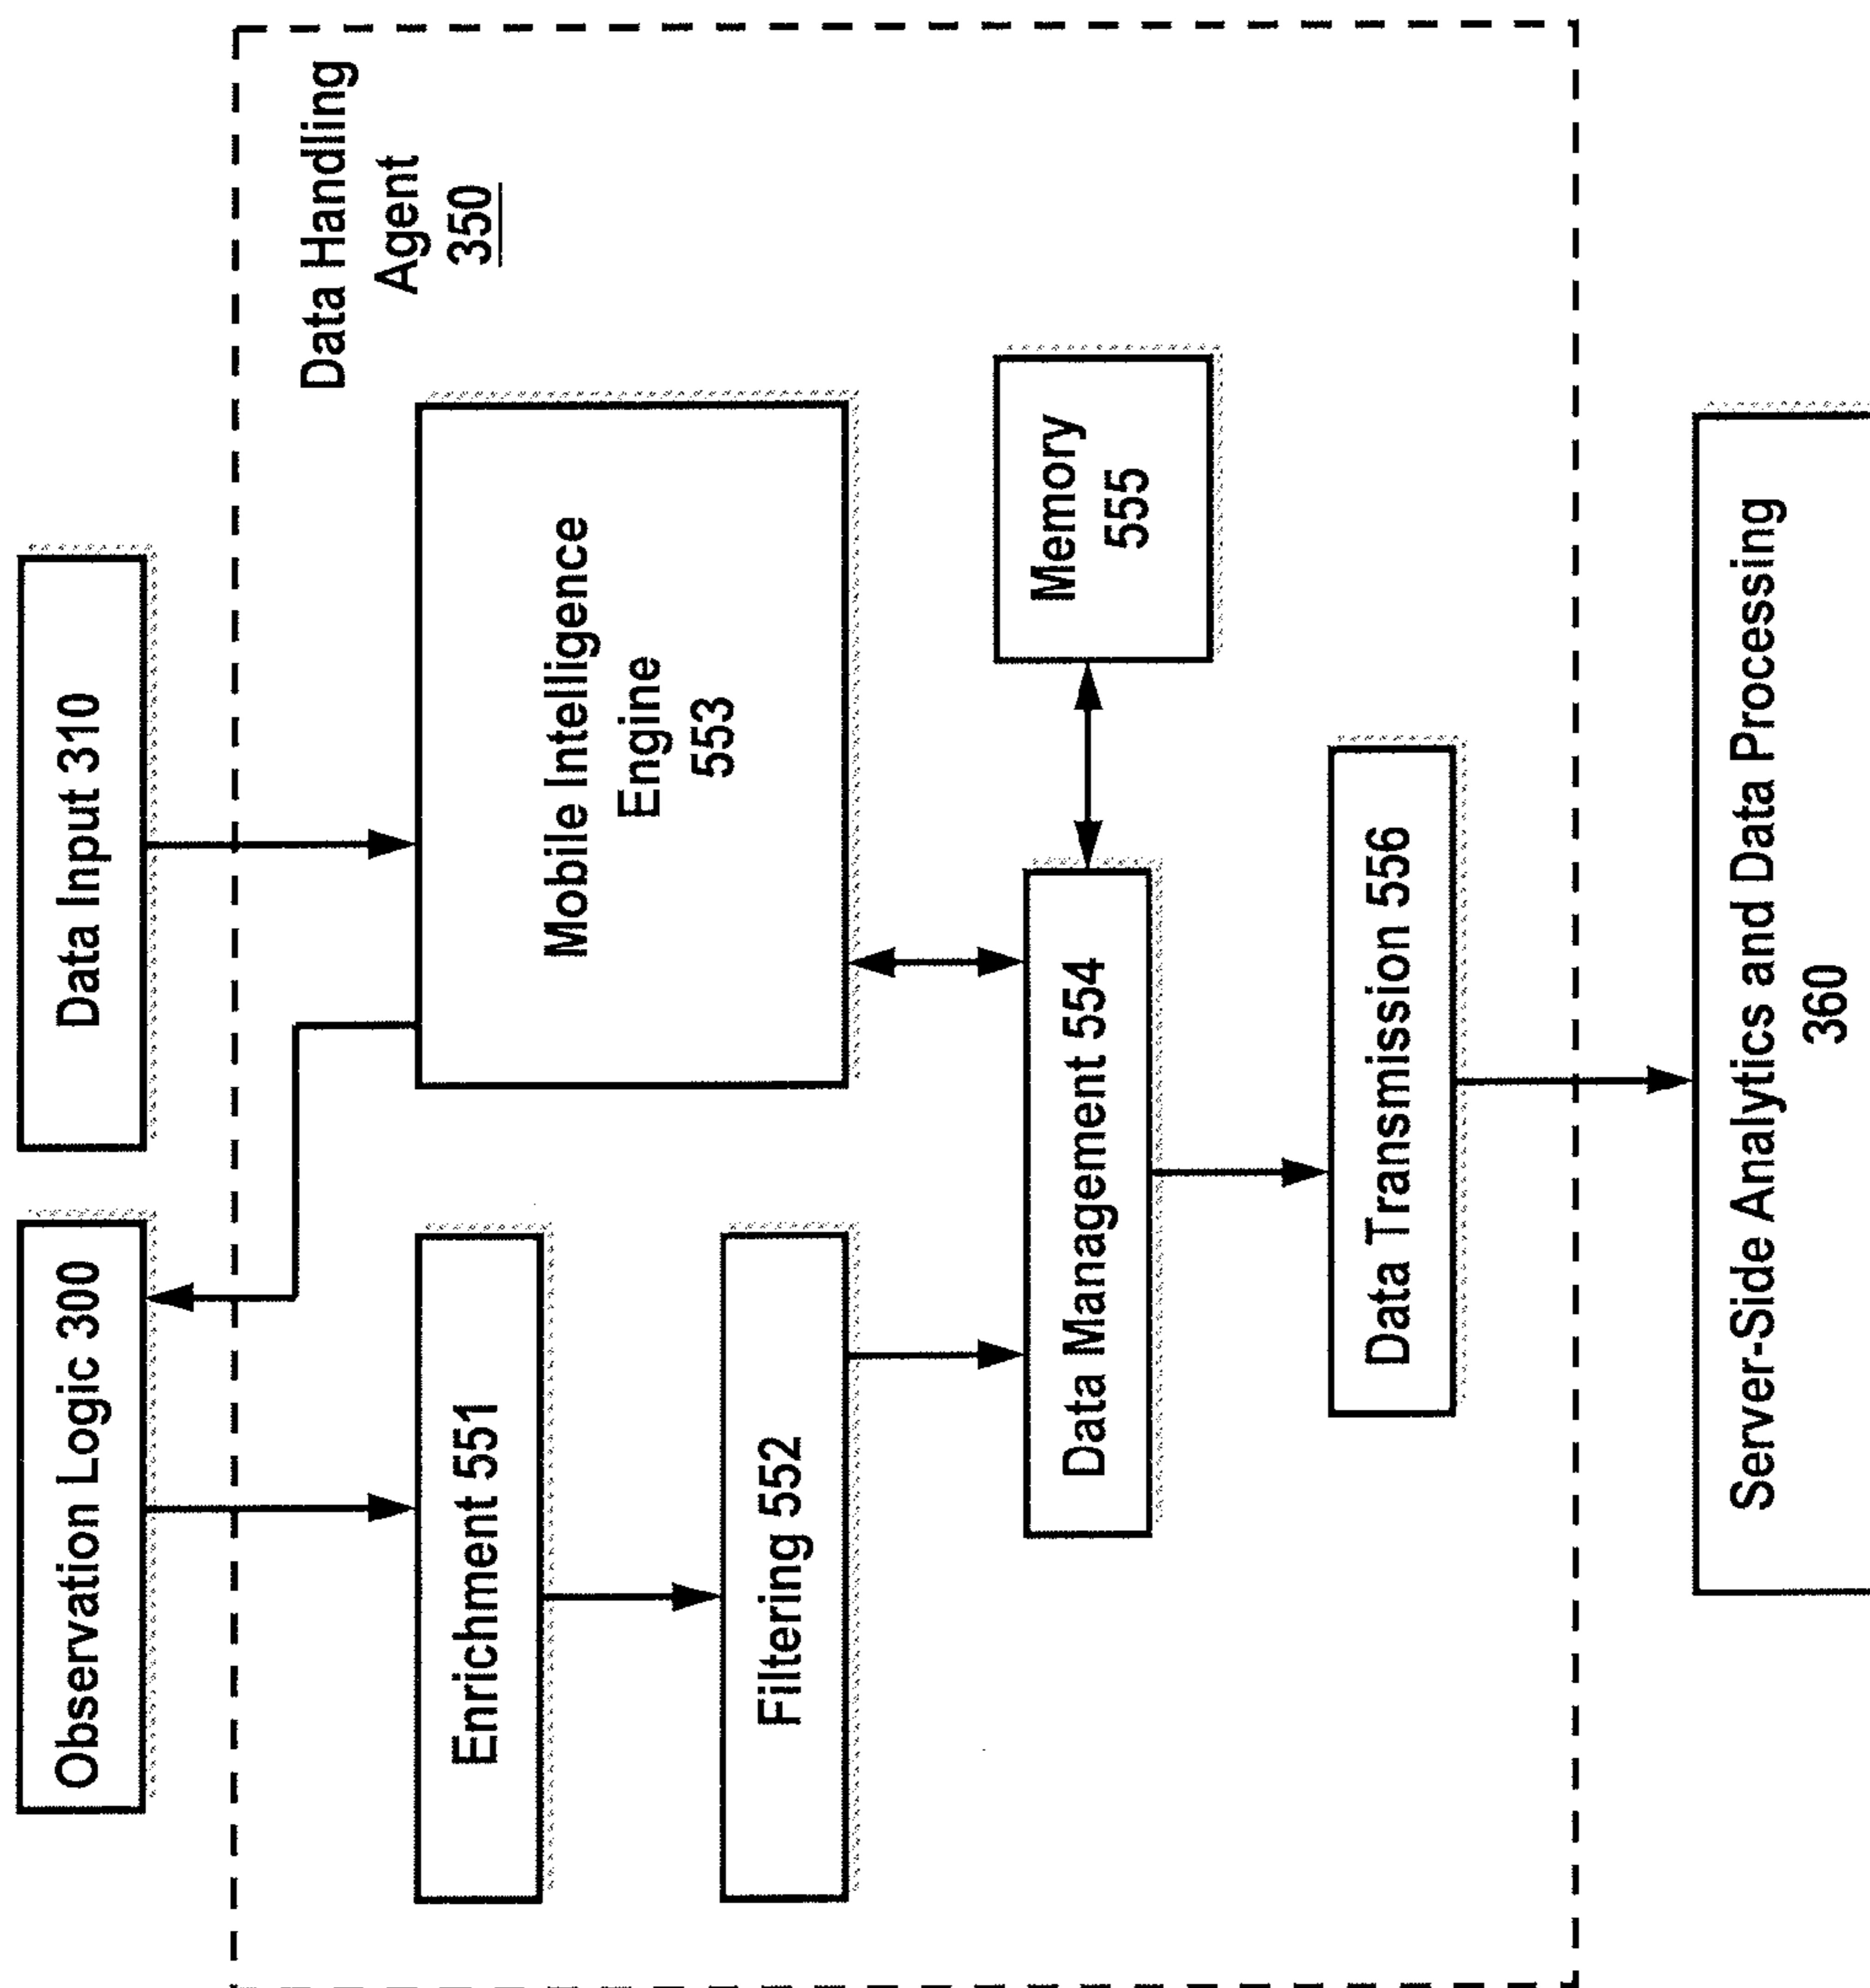 Observation Logic 300
Data Input 310
Data Handling
Agent
350
Enrichment 551
Filtering 552
Mobile Intelligence
Engine
553
Data Management 554
Memory
555
Data Transmission 556
Server-Side Analytics and Data Processing
360